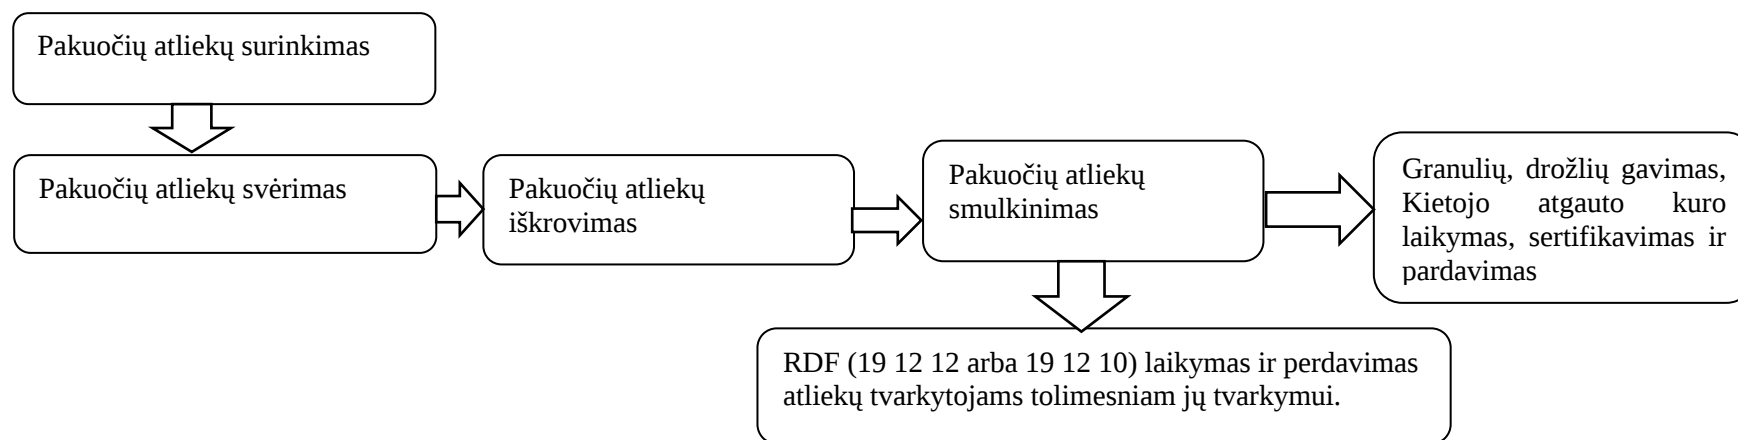 Pakuočių atliekų surinkimas
Pakuočių atliekų svėrimas
Pakuočių atliekų
iškrovimas
Pakuočių atliekų
smulkinimas
Granulių, drožlių gavimas,
Kietojo atgauto kuro
laikymas, sertifikavimas ir
pardavimas
RDF (19 12 12 arba 19 12 10) laikymas ir perdavimas
atliekų tvarkytojams tolimesniam jų tvarkymui.